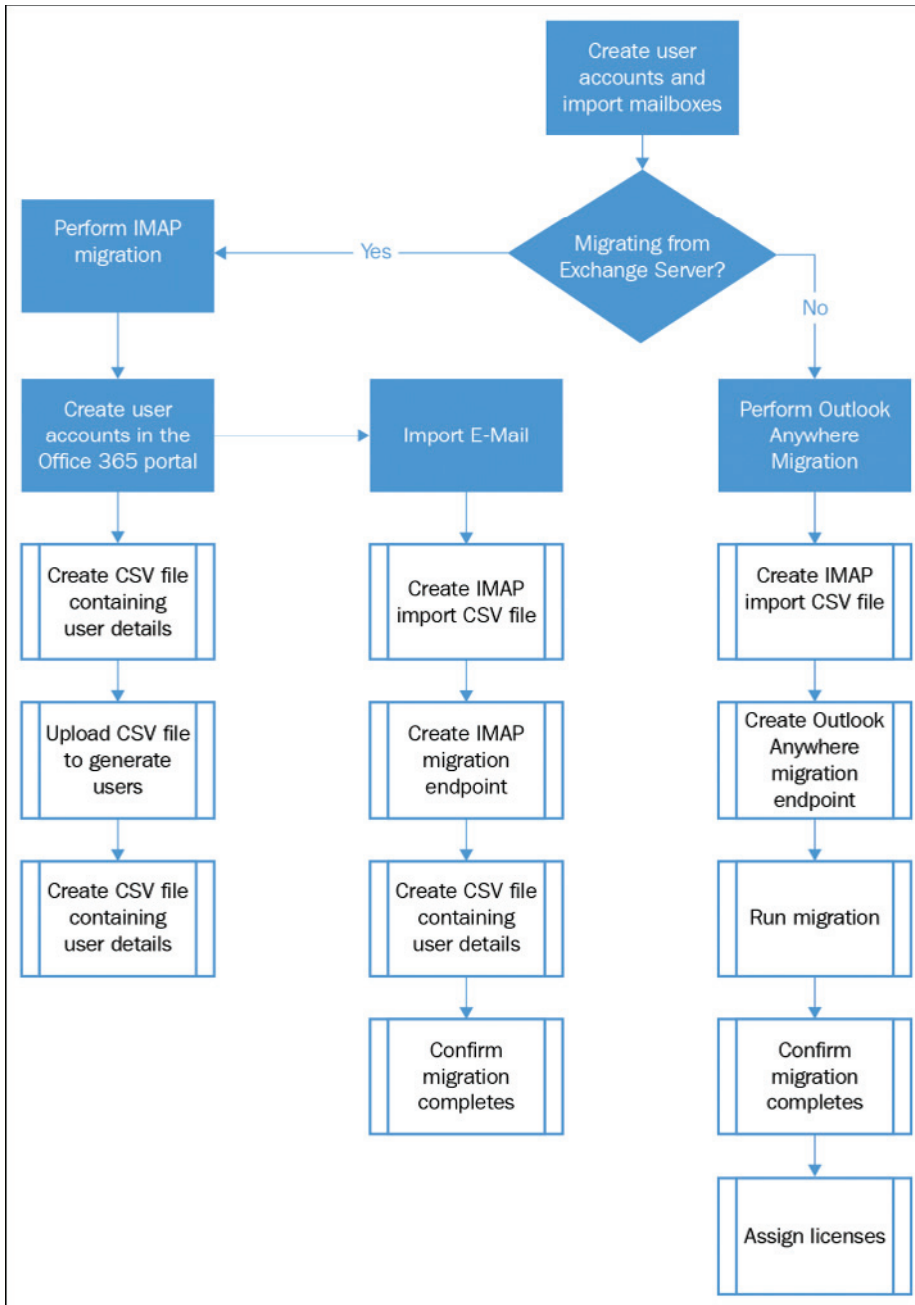 Create user
accounts and
import mailboxes
Perform IMAP
migration
Yes
Migrating from
Exchange Server?
No
Create user
accounts in the
Office 365 portal
Import E-Mail
Perform Outlook
Anywhere
Migration
Create CSV file
containing
user details
Create IMAP
import CSV file
Create IMAP
import CSV file
Upload CSV file
to generate
users
Create IMAP
migration
endpoint
Create Outlook
Anywhere
migration
endpoint
Create CSV file
containing
user details
Create CSV file
containing
user details
Run migration
Confirm
migration
completes
Confirm
migration
completes
Assign licenses